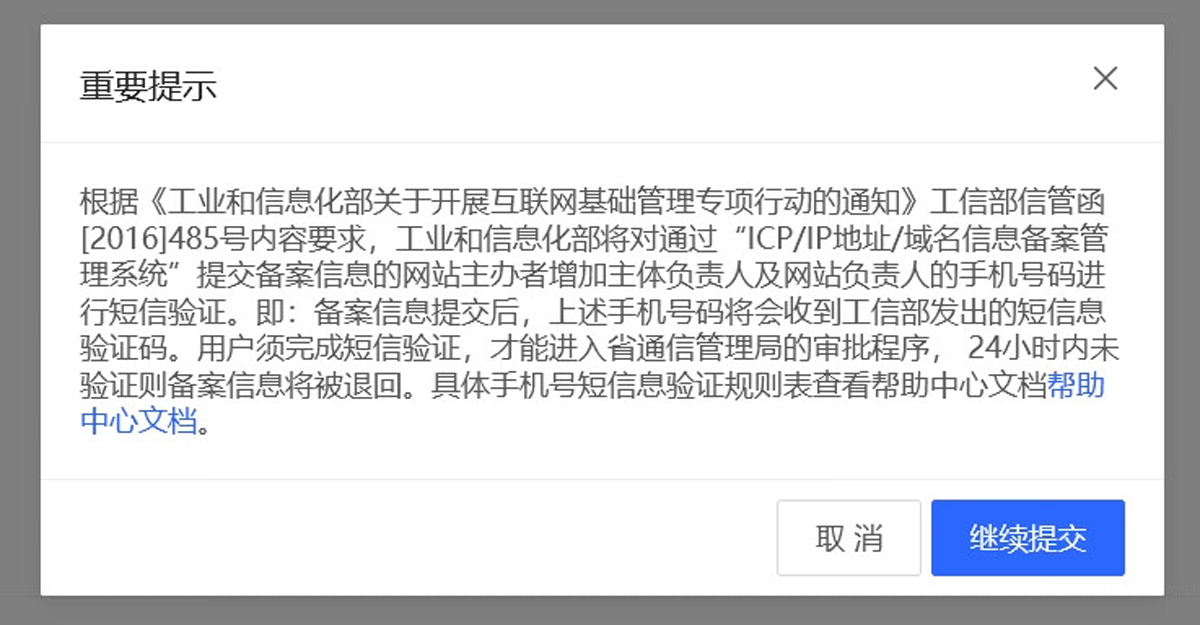 重要提示
根据《工业和信息化部关于开展互联网基础管理专项行动的通知》工信部信管函
[2016]485号内容要求，工业和信息化部将对通过“ICP/IP地址/域名信息备案管
理系统”提交备案信息的网站主办者增加主体负责人及网站负责人的手机号码进
行短信验证。即：备案信息提交后，上述手机号码将会收到工信部发出的短信息
验证码。用户须完成短信验证，才能进入省通信管理局的审批程序， 24小时内未
验证则备案信息将被退回。具体手机号短信息验证规则表查看帮助中心文档帮助
中心文档。
取 消
继续提交